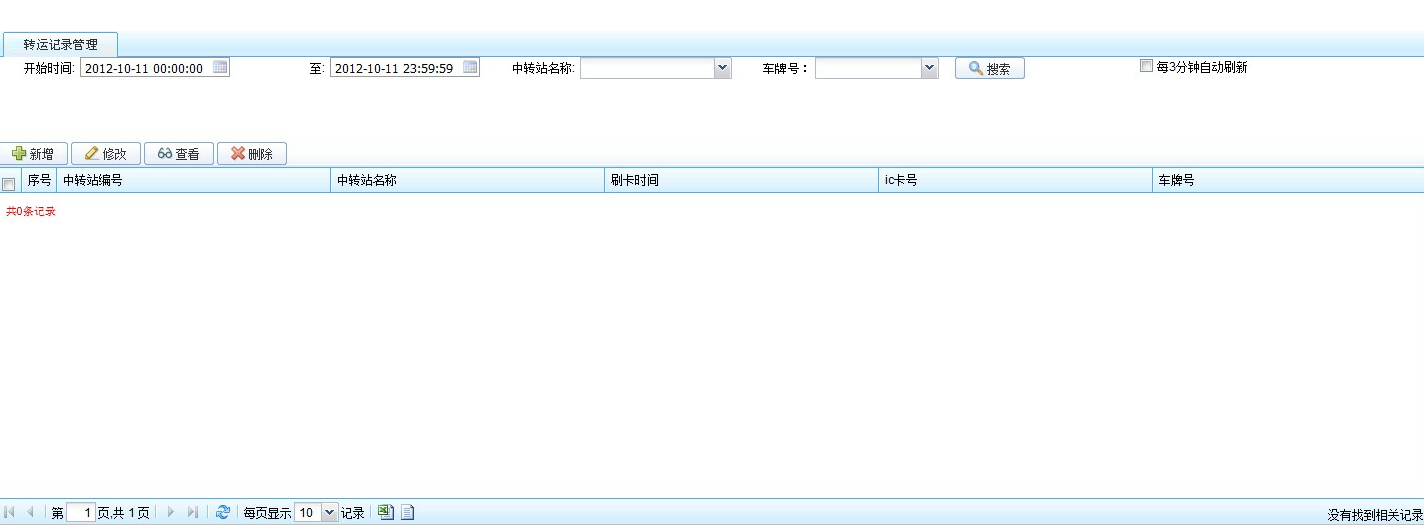 转运记录管理
开始时间: 2012-10-11 00:00:00 至: 2012-10-11 23:59:59 中转站名称: 车牌号： 搜索 每3分钟自动刷新
新增 修改 查看 删除
序号 中转站编号 中转站名称 刷卡时间 ic卡号 车牌号
共0条记录
第 1 页,共 1 页 每页显示 10 记录 没有找到相关记录